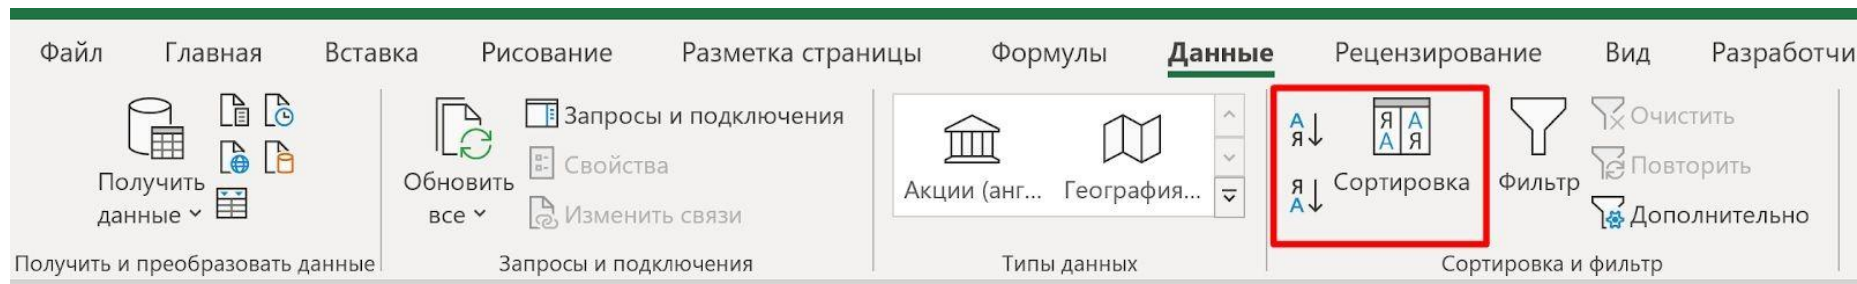 Файл Главная Вставка Рисование Разметка страницы Формулы Данные Рецензирование Вид Разработчи
Получить
данные
Обновить
все
Запросы и подключения
Свойства
Изменить связи
Акции (анг... География...
А
Я
Я
А
Я А
А Я
Сортировка
Фильтр
Очистить
Повторить
Дополнительно
Получить и преобразовать данные
Запросы и подключения
Типы данных
Сортировка и фильтр